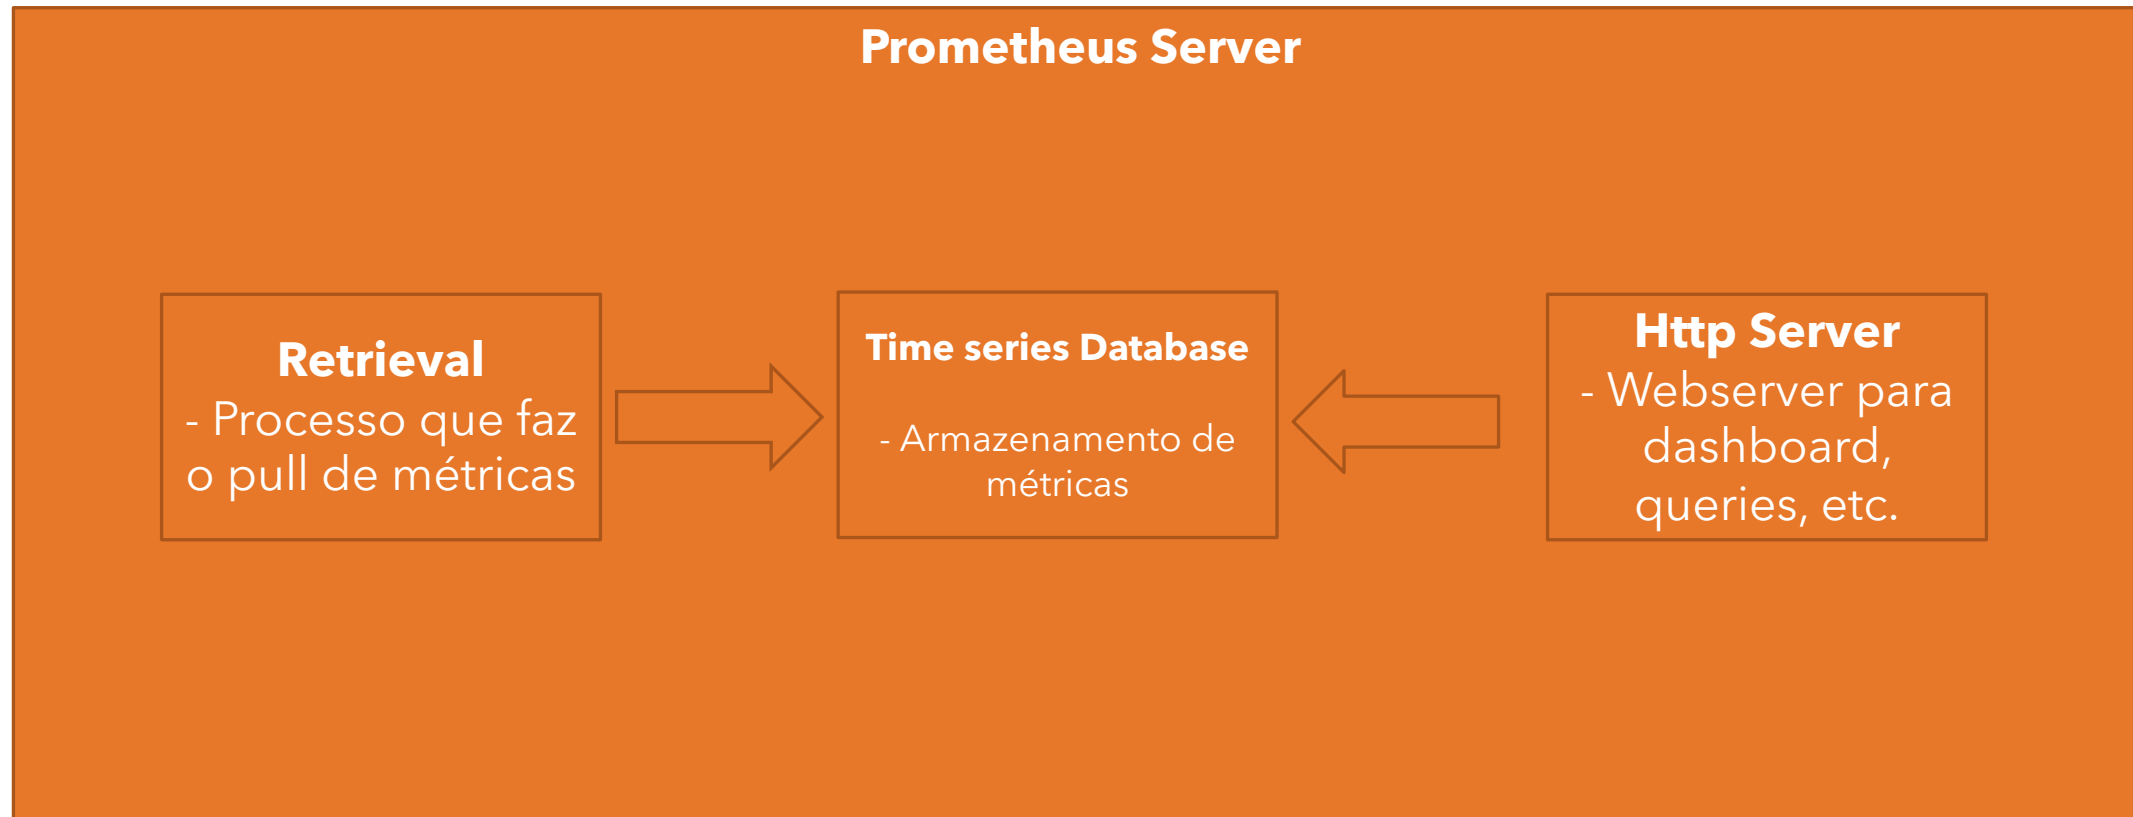 Prometheus Server
Retrieval
- Processo que faz
o pull de métricas
Time series Database
- Armazenamento de
métricas
Http Server
- Webserver para
dashboard,
queries, etc.